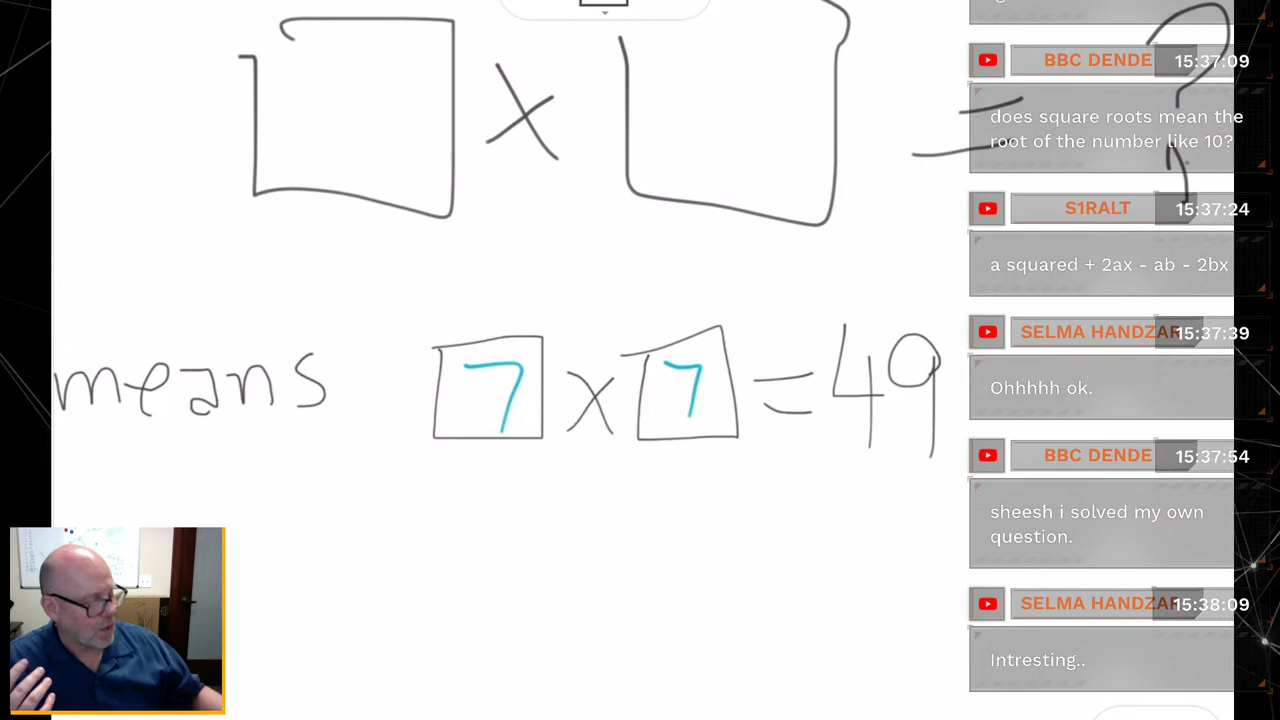 × = ?
means 7 × 7 = 49
BBC DENDE 15:37:09
does square roots mean the
root of the number like 10?
S1RALT 15:37:24
a squared + 2ax - ab - 2bx
SELMA HANDZAR 15:37:39
Ohhhhh ok.
BBC DENDE 15:37:54
sheesh i solved my own
question.
SELMA HANDZAR 15:38:09
Intresting..